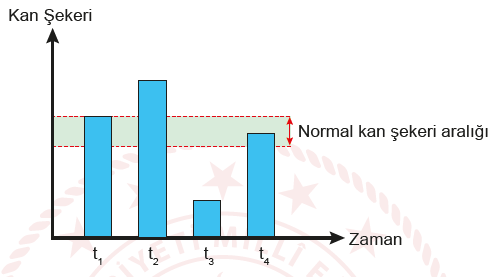 Kan Şekeri
Normal kan şekeri aralığı
Zaman
t₁ t₂ t₃ t₄